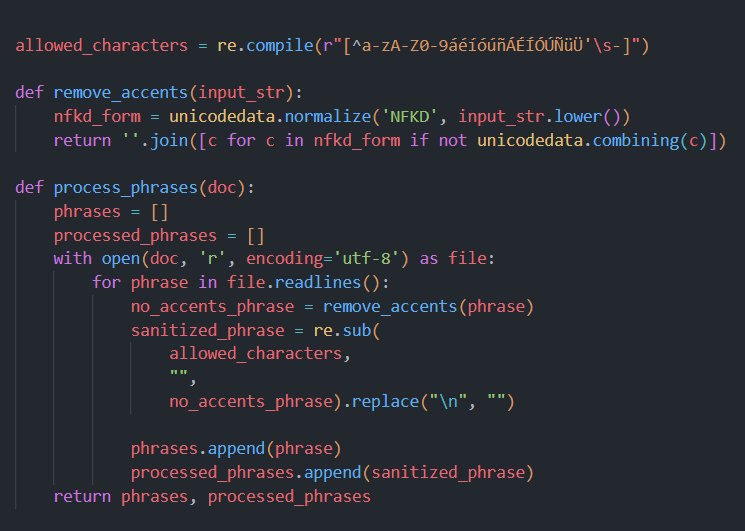 allowed_characters = re.compile(r"[^a-zA-Z0-9áéíóúñÁÉÍÓÚÑüÜ'\s-]")
def remove_accents(input_str):
nfkd_form = unicodedata.normalize('NFKD', input_str.lower())
return ''.join([c for c in nfkd_form if not unicodedata.combining(c)])
def process_phrases(doc):
phrases = []
processed_phrases = []
with open(doc, 'r', encoding='utf-8') as file:
for phrase in file.readlines():
no_accents_phrase = remove_accents(phrase)
sanitized_phrase = re.sub(
allowed_characters,
"",
no_accents_phrase).replace("\n", "")
phrases.append(phrase)
processed_phrases.append(sanitized_phrase)
return phrases, processed_phrases